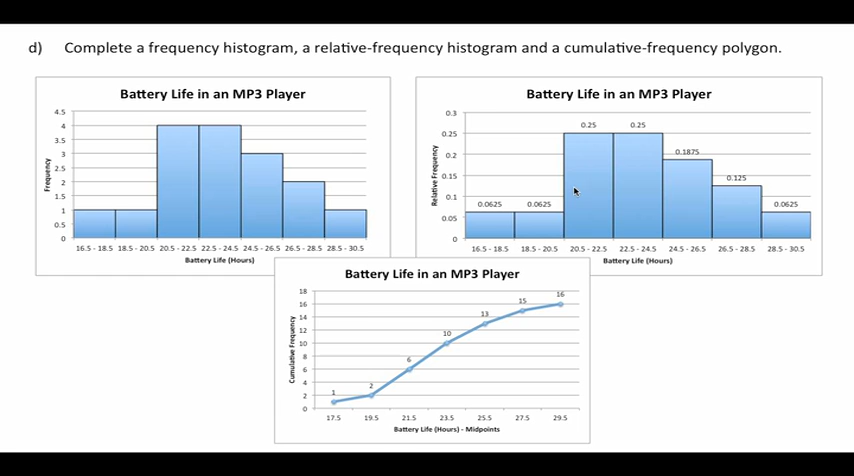 d) Complete a frequency histogram, a relative-frequency histogram and a cumulative-frequency polygon.
Battery Life in an MP3 Player
4.5
4
3.5
3
2.5
2
1.5
1
0.5
0
Frequency
16.5 - 18.5 18.5 - 20.5 20.5 - 22.5 22.5 - 24.5 24.5 - 26.5 26.5 - 28.5 28.5 - 30.5
Battery Life (Hours)
Battery Life in an MP3 Player
0.3
0.25
0.2
0.15
0.1
0.05
0
Relative Frequency
0.0625 0.0625 0.25 0.25 0.1875 0.125 0.0625
16.5 - 18.5 18.5 - 20.5 20.5 - 22.5 22.5 - 24.5 24.5 - 26.5 26.5 - 28.5 28.5 - 30.5
Battery Life (Hours)
Battery Life in an MP3 Player
18
16
14
12
10
8
6
4
2
0
Cumulative Frequency
1 2 6 10 13 15 16
17.5 19.5 21.5 23.5 25.5 27.5 29.5
Battery Life (Hours) - Midpoints